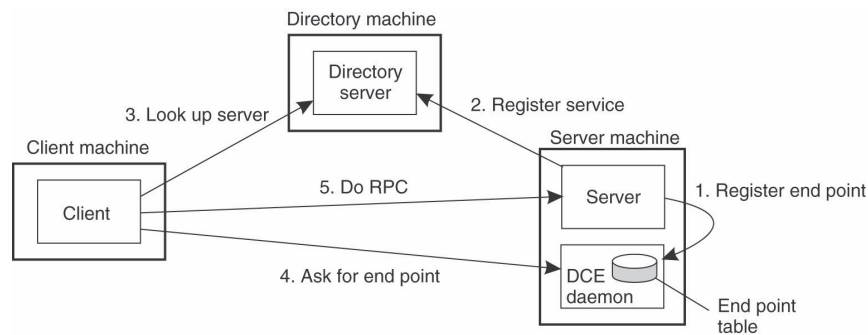 Directory machine
Directory
server
3. Look up server
2. Register service
Client machine
Server machine
5. Do RPC
1. Register end point
Client
Server
4. Ask for end point
DCE
daemon
End point
table